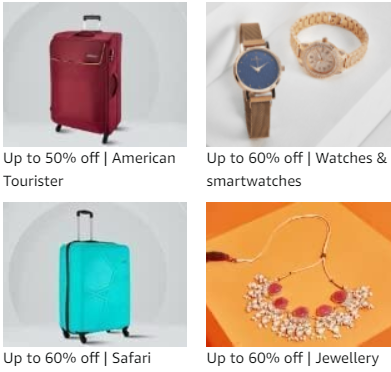 Up to 50% off | American
Tourister
Up to 60% off | Watches &
smartwatches
Up to 60% off | Safari
Up to 60% off | Jewellery